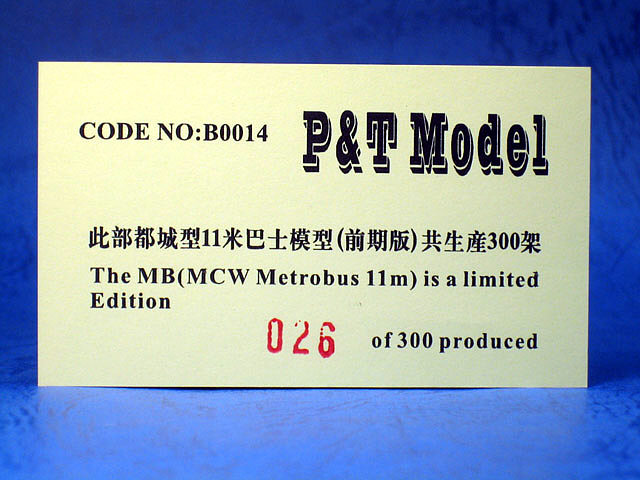 CODE NO:B0014
P&T Model
此部都城型11米巴士模型(前期版)共生産300架
The MB(MCW Metrobus 11m) is a limited
Edition
026 of 300 produced